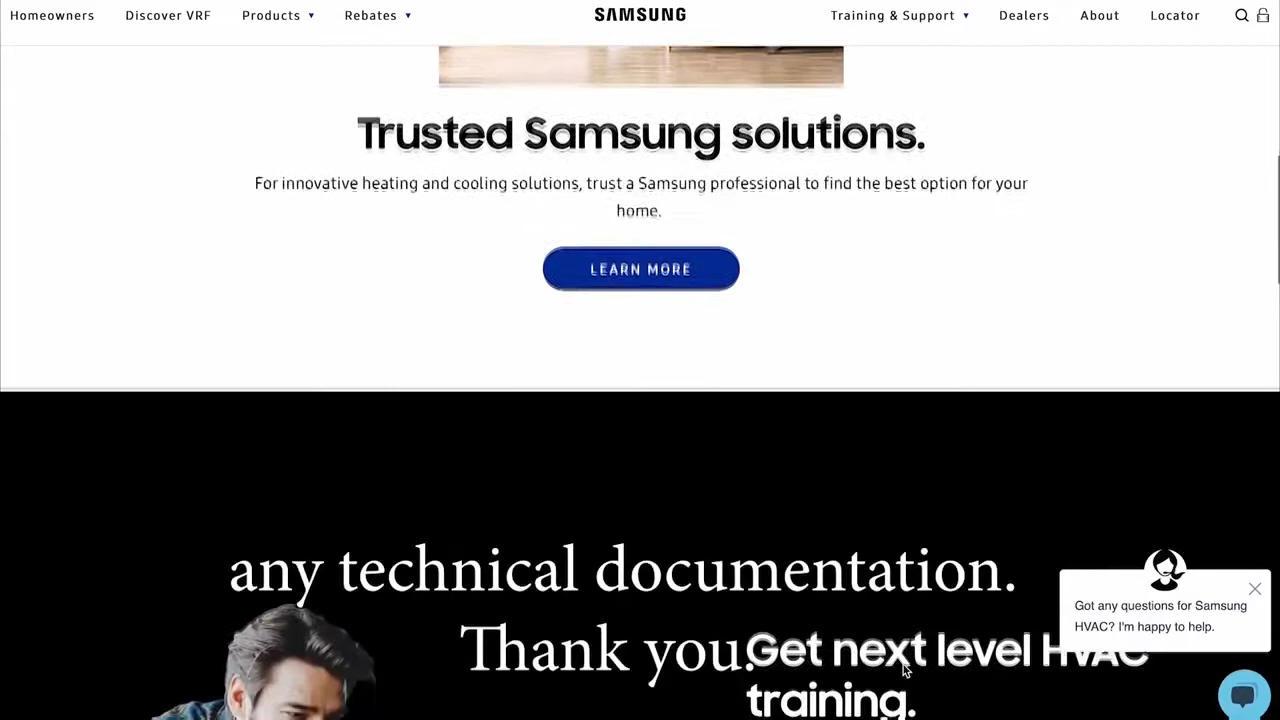 Homeowners Discover VRF Products Rebates SAMSUNG Training & Support Dealers About Locator
Trusted Samsung solutions.
For innovative heating and cooling solutions, trust a Samsung professional to find the best option for your
home.
LEARN MORE
any technical documentation.
Thank you.
Get next level HVAC
training.
Got any questions for Samsung
HVAC? I'm happy to help.